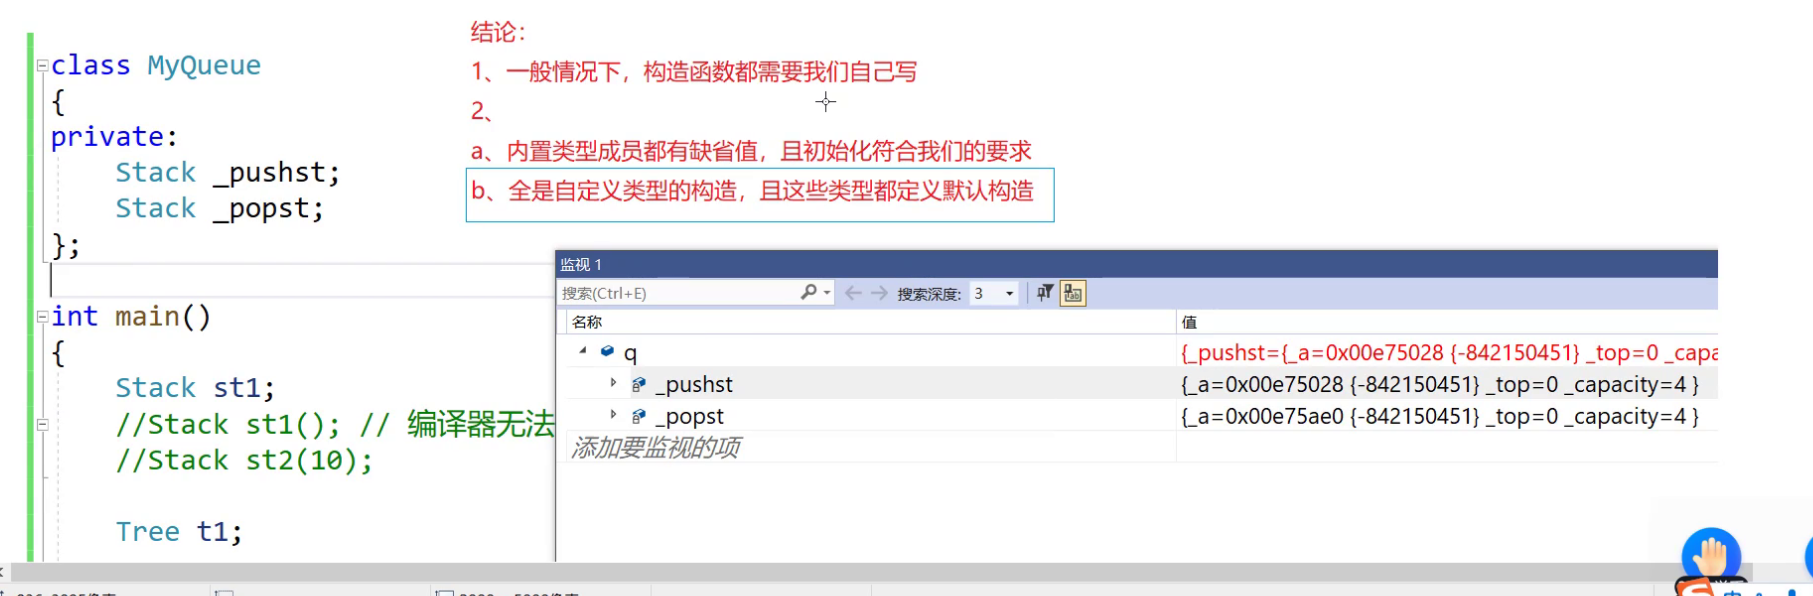 结论：
1、一般情况下，构造函数都需要我们自己写
2、
a、内置类型成员都有缺省值，且初始化符合我们的要求
b、全是自定义类型的构造，且这些类型都定义默认构造
class MyQueue
{
private:
Stack _pushst;
Stack _popst;
};
int main()
{
Stack st1;
//Stack st1(); // 编译器无法
//Stack st2(10);
Tree t1;
监视 1
搜索(Ctrl+E) 搜索深度: 3
名称 值
q {_pushst={_a=0x00e75028 {-842150451} _top=0 _capa
_pushst {_a=0x00e75028 {-842150451} _top=0 _capacity=4 }
_popst {_a=0x00e75ae0 {-842150451} _top=0 _capacity=4 }
添加要监视的项